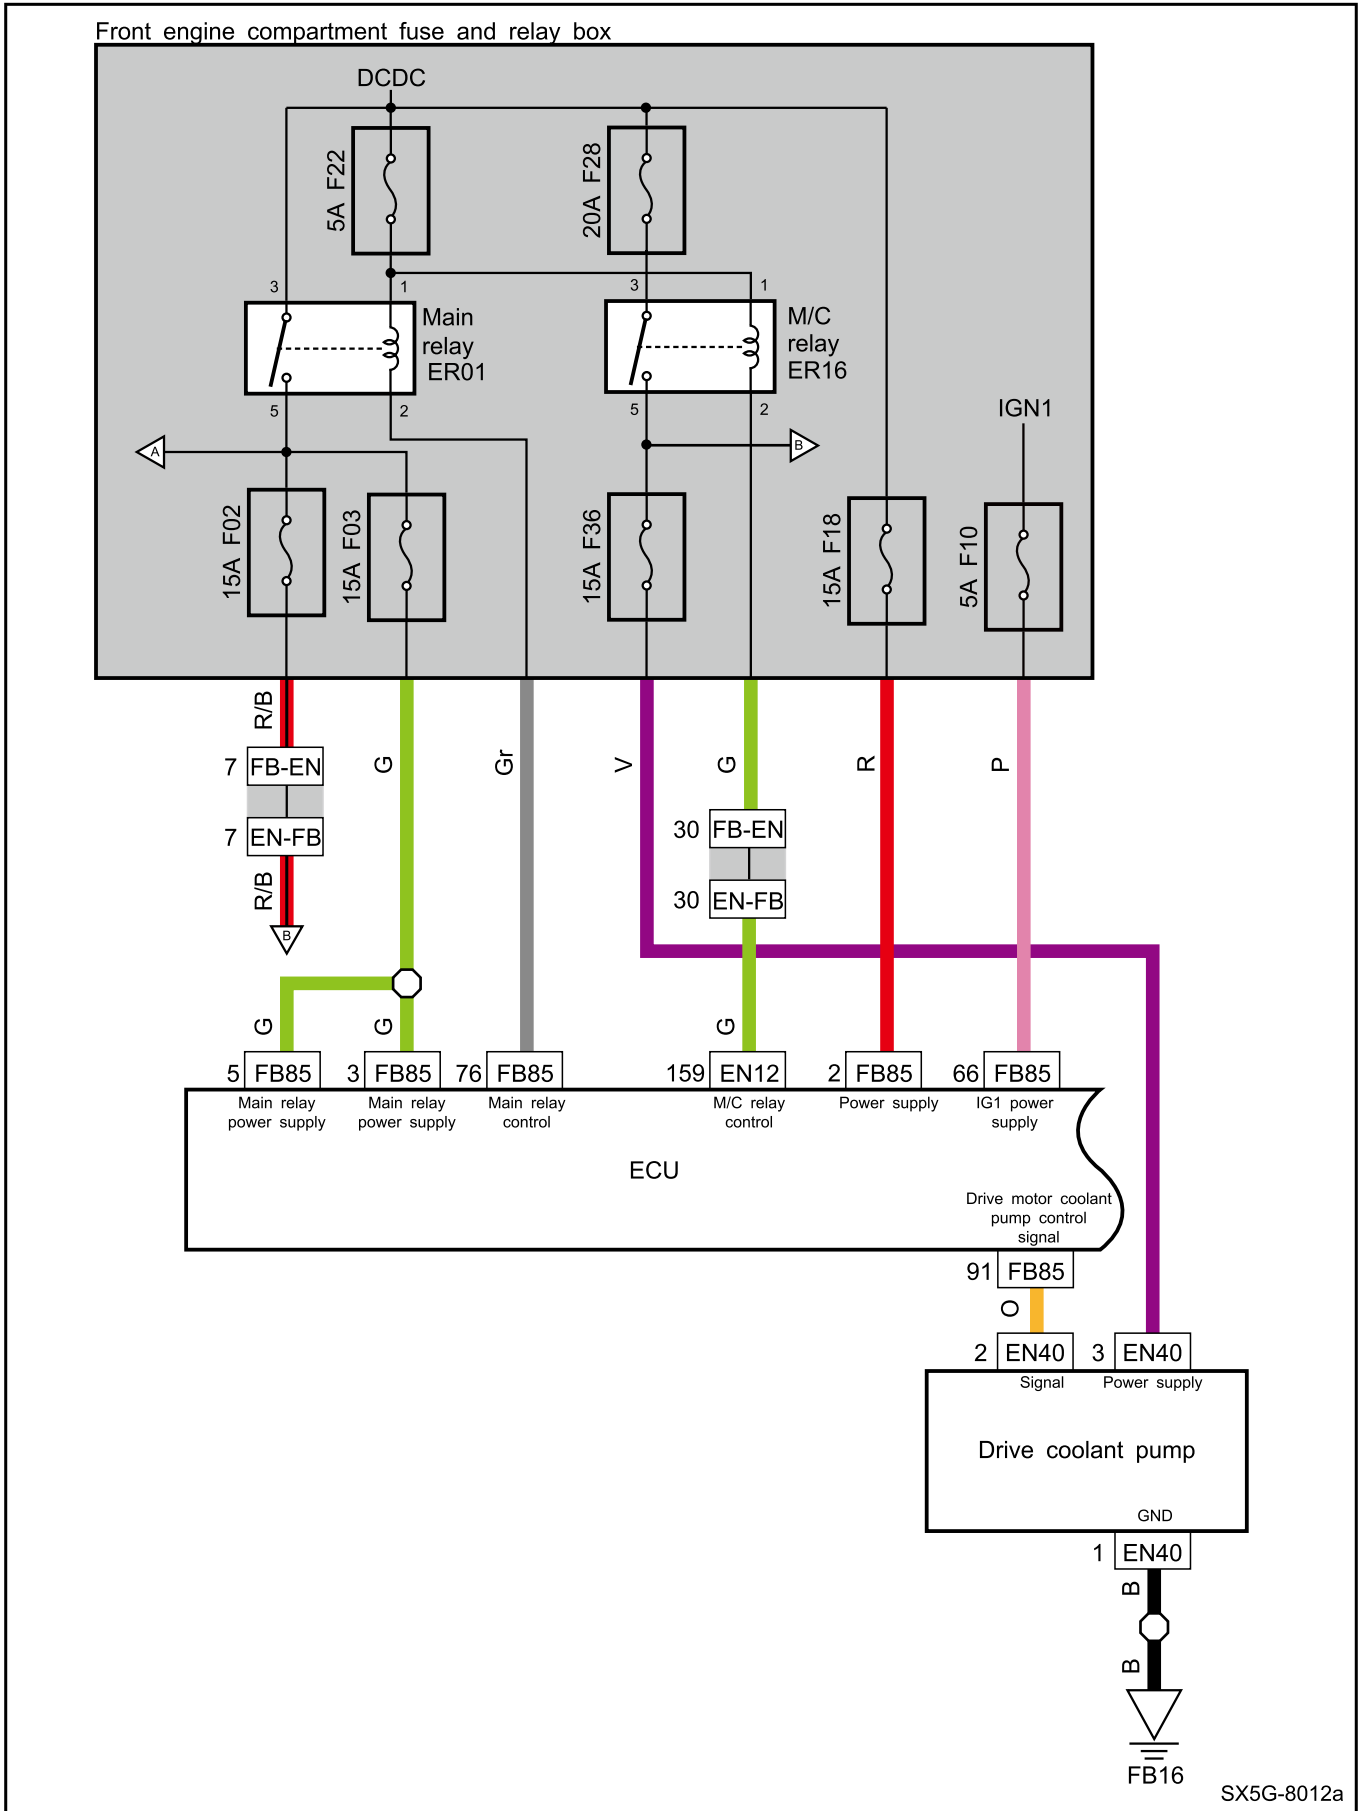 Front engine compartment fuse and relay box
DCDC
5A F22
20A F28
3
1
3
1
Main
relay
ER01
M/C
relay
ER16
5
2
5
2
IGN1
A
B
15A F02
15A F03
15A F36
15A F18
5A F10
R/B
G
Gr
V
G
R
P
7 FB-EN
7 EN-FB
30 FB-EN
30 EN-FB
R/B
B
G
G
G
5 FB85
3 FB85
76 FB85
159 EN12
2 FB85
66 FB85
Main relay
power supply
Main relay
power supply
Main relay
control
M/C relay
control
Power supply
IG1 power
supply
ECU
Drive motor coolant
pump control
signal
91 FB85
O
2 EN40
3 EN40
Signal
Power supply
Drive coolant pump
GND
1 EN40
B
B
FB16
SX5G-8012a